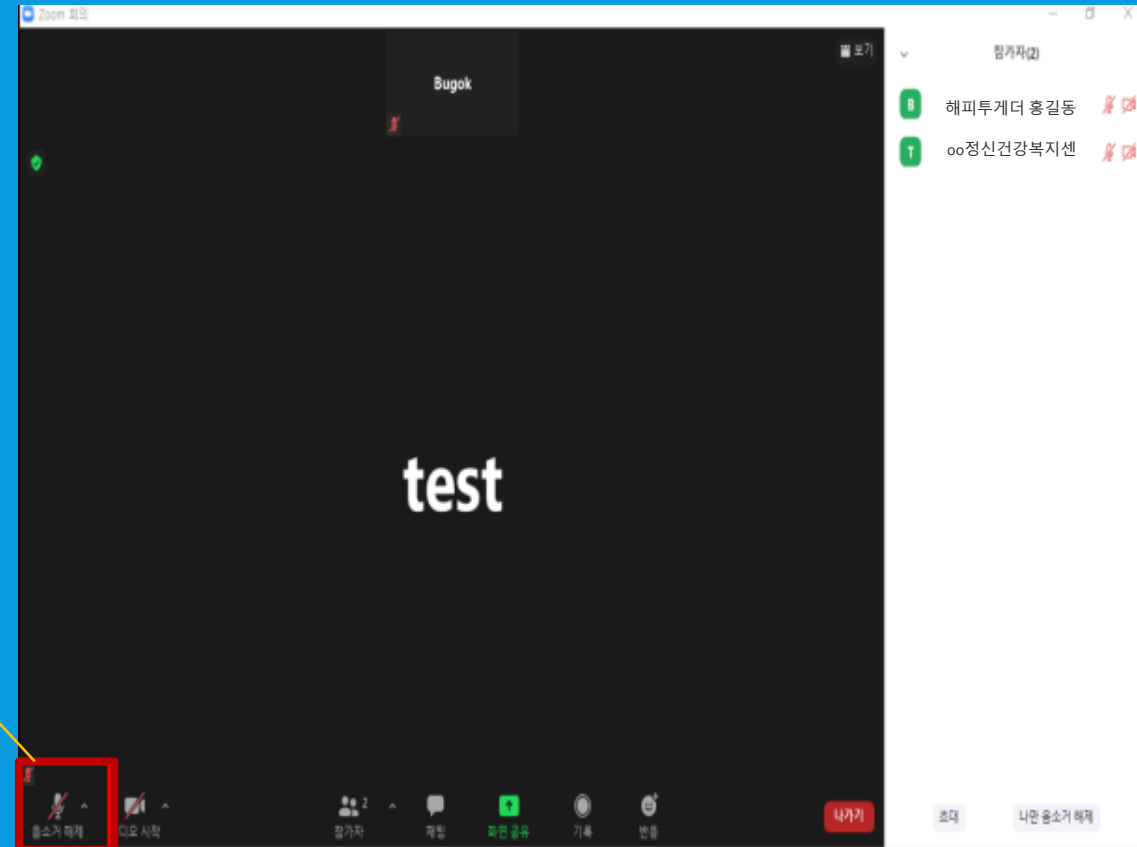 Zoom 회의
Bugok
보기
test
음소거 해제
디오 시작
2
참가자
채팅
화면 공유
기록
반응
나가기
참가자(2)
B
해피투게더 홍길동
T
oo정신건강복지센
초대
나만 음소거 해제